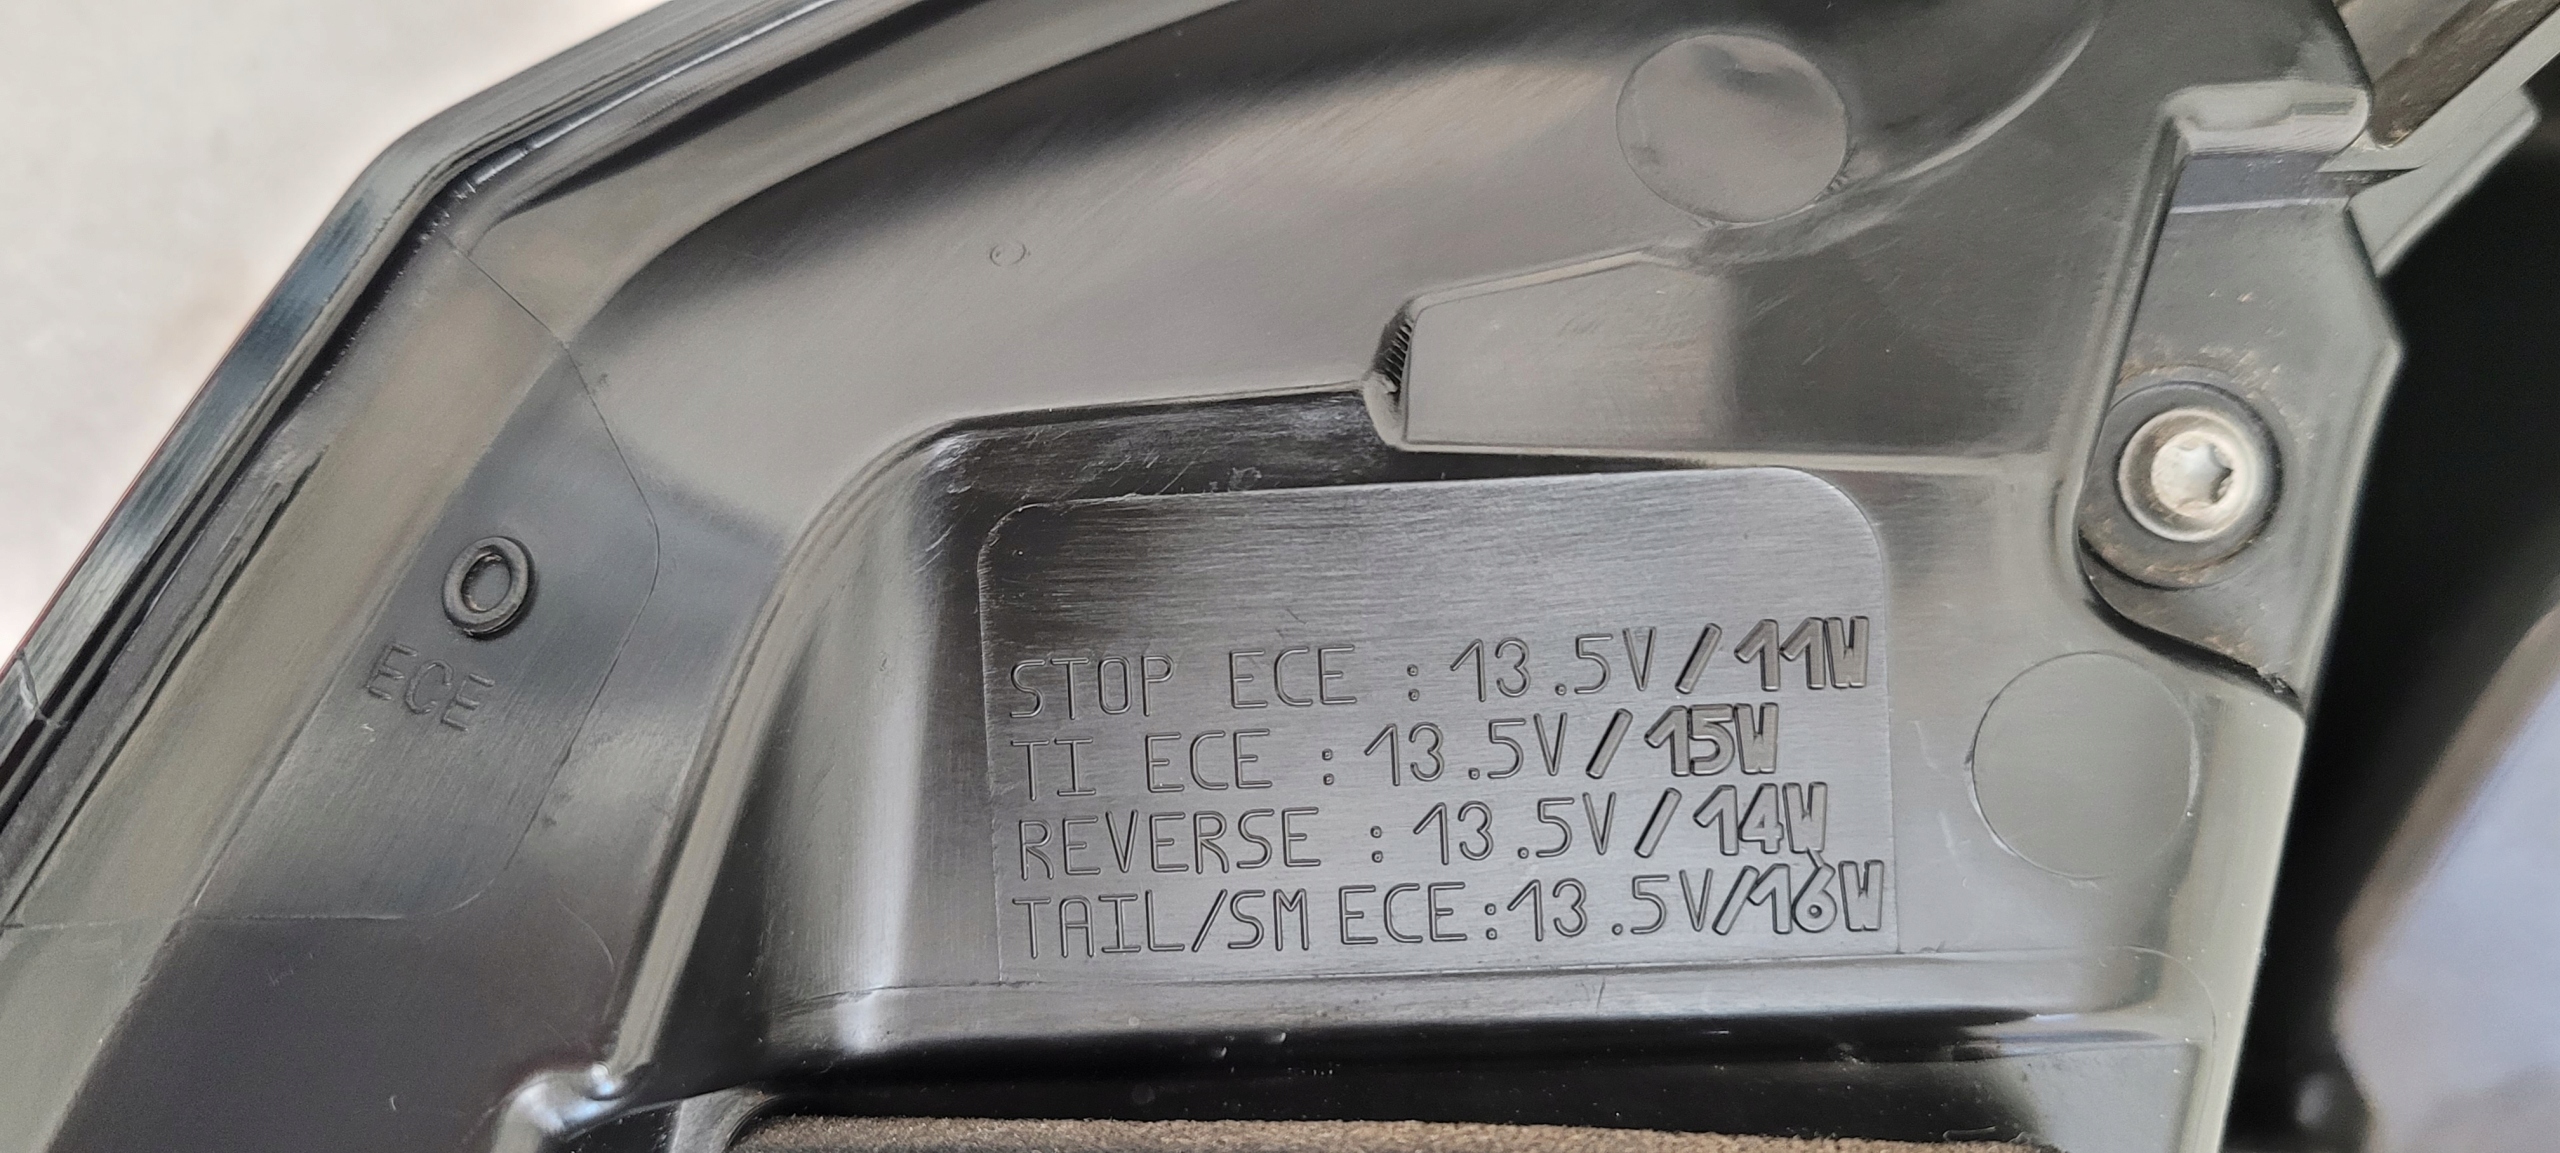 O
ECE
STOP ECE : 13.5V/11W
TI ECE : 13.5V/15W
REVERSE : 13.5V/14W
TAIL/SM ECE:13.5V/16W